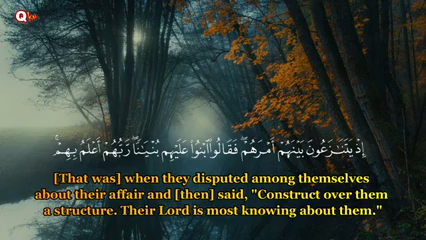 Q
إِذْ يَتَنَـٰزَعُونَ بَيْنَهُمْ أَمْرَهُمْ ۖ فَقَالُوا۟ ٱبْنُوا۟ عَلَيْهِم بُنْيَـٰنًا ۖ رَّبُّهُمْ أَعْلَمُ بِهِمْ ۚ
[That was] when they disputed among themselves
about their affair and [then] said, "Construct over them
a structure. Their Lord is most knowing about them."